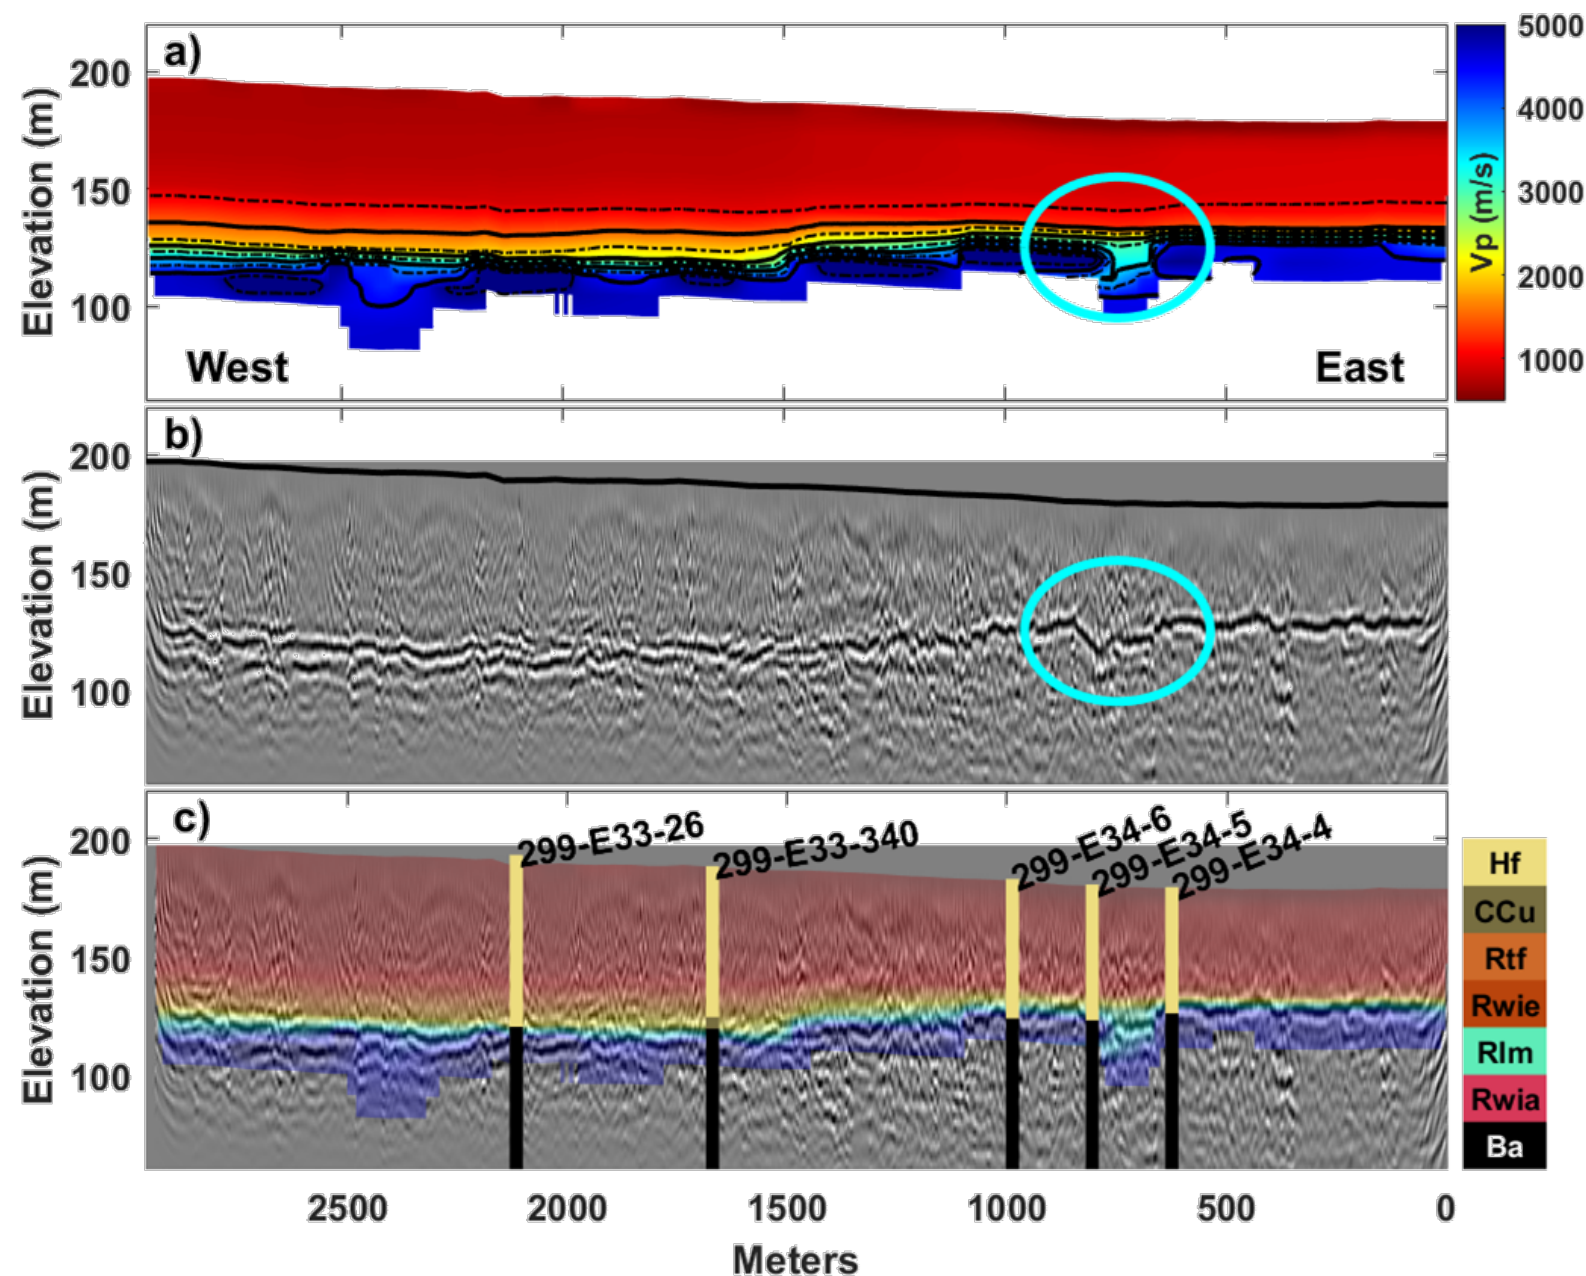 a)
200
150
100
Elevation (m)
West
East
5000
4000
3000
2000
1000
Vp (m/s)
b)
200
150
100
Elevation (m)
c)
200
150
100
Elevation (m)
299-E33-26
299-E33-340
299-E34-6
299-E34-5
299-E34-4
Hf
CCu
Rtf
Rwie
Rlm
Rwia
Ba
2500 2000 1500 1000 500 0
Meters